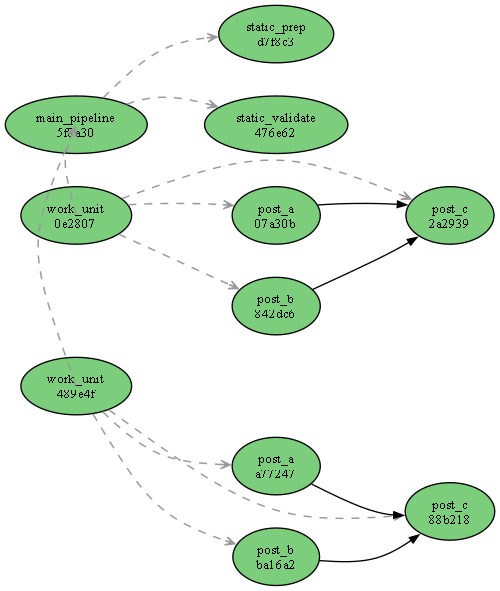 static_prep
d7f8c3
main_pipeline
static_validate
476e62
work_unit
0e2807
post_a
07a30b
post_c
2a2939
post_b
842dc6
work_unit
489e4f
post_a
a77247
post_c
88b218
post_b
ba16a2